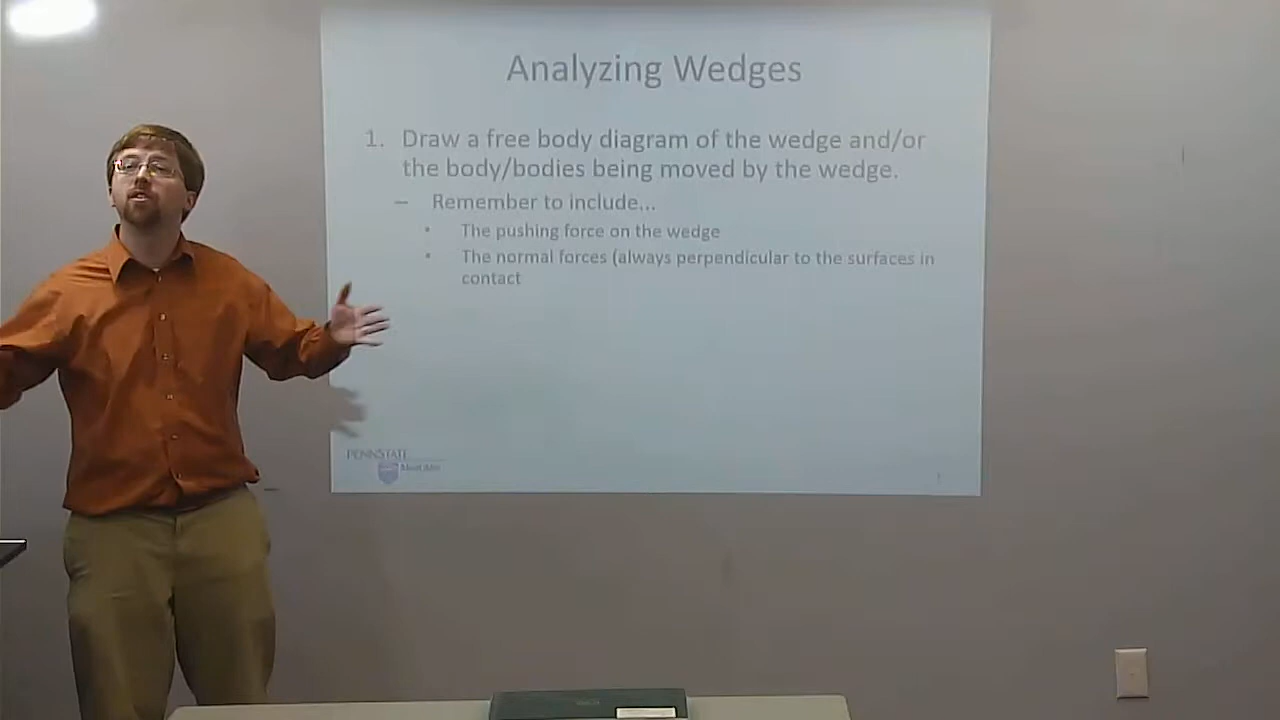 Analyzing Wedges
1. Draw a free body diagram of the wedge and/or
the body/bodies being moved by the wedge.
– Remember to include...
• The pushing force on the wedge
• The normal forces (always perpendicular to the surfaces in
contact
PENNSTATE